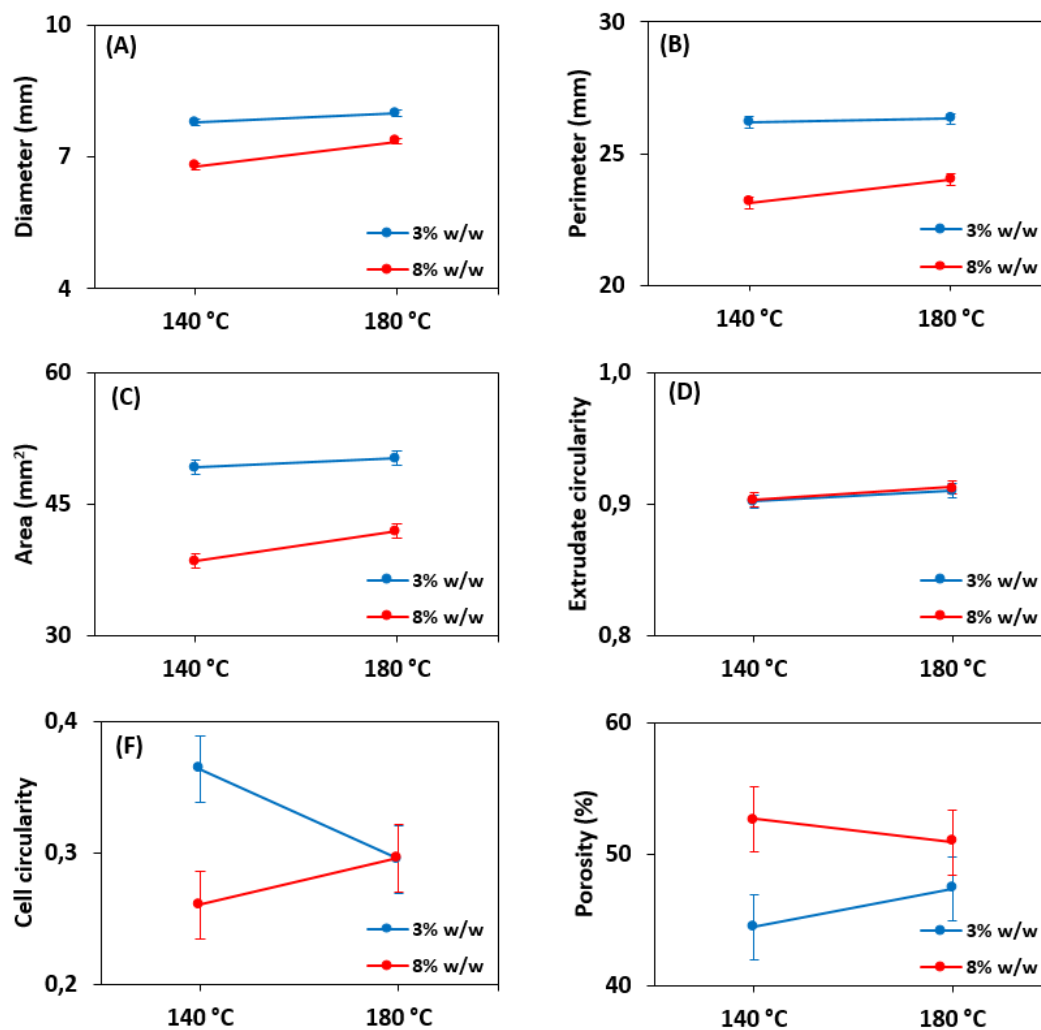 10
(A)
Diameter (mm)
7
3% w/w
8% w/w
4
140 °C
180 °C
30
(B)
Perimeter (mm)
25
3% w/w
8% w/w
20
140 °C
180 °C
60
(C)
Area (mm²)
45
3% w/w
8% w/w
30
140 °C
180 °C
1,0
(D)
Extrudate circularity
0,9
3% w/w
8% w/w
0,8
140 °C
180 °C
0,4
(F)
Cell circularity
0,3
3% w/w
8% w/w
0,2
140 °C
180 °C
60
Porosity (%)
50
3% w/w
8% w/w
40
140 °C
180 °C